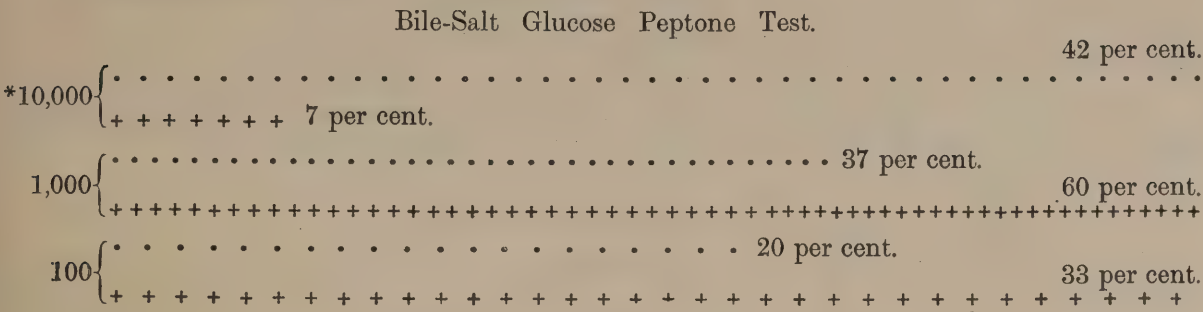 Bile-Salt Glucose Peptone Test.
42 per cent.
*10,000 { . . . . . . . . . . . . . . . . . . . . . . . . . . . . . . . . . . . . . . . . . .
+ + + + + + + 7 per cent.
1,000 { . . . . . . . . . . . . . . . . . . . . . . . . . . . . . . . . . . . . . 37 per cent.
60 per cent.
+ + + + + + + + + + + + + + + + + + + + + + + + + + + + + + + + + + + + + + + + + + + + + + + + + + + + + + + + + + + +
100 { . . . . . . . . . . . . . . . . . . . . 20 per cent.
33 per cent.
+ + + + + + + + + + + + + + + + + + + + + + + + + + + + + + + + +